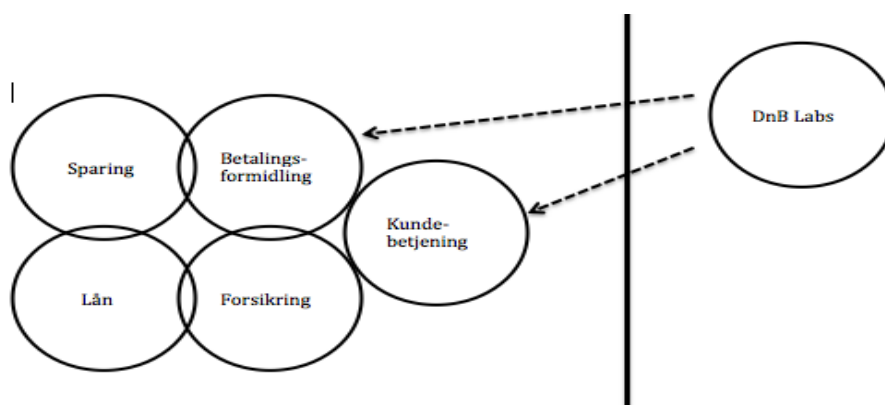 DnB Labs
Sparing
Betalings-
formidling
Kunde-
betjening
Lån
Forsikring